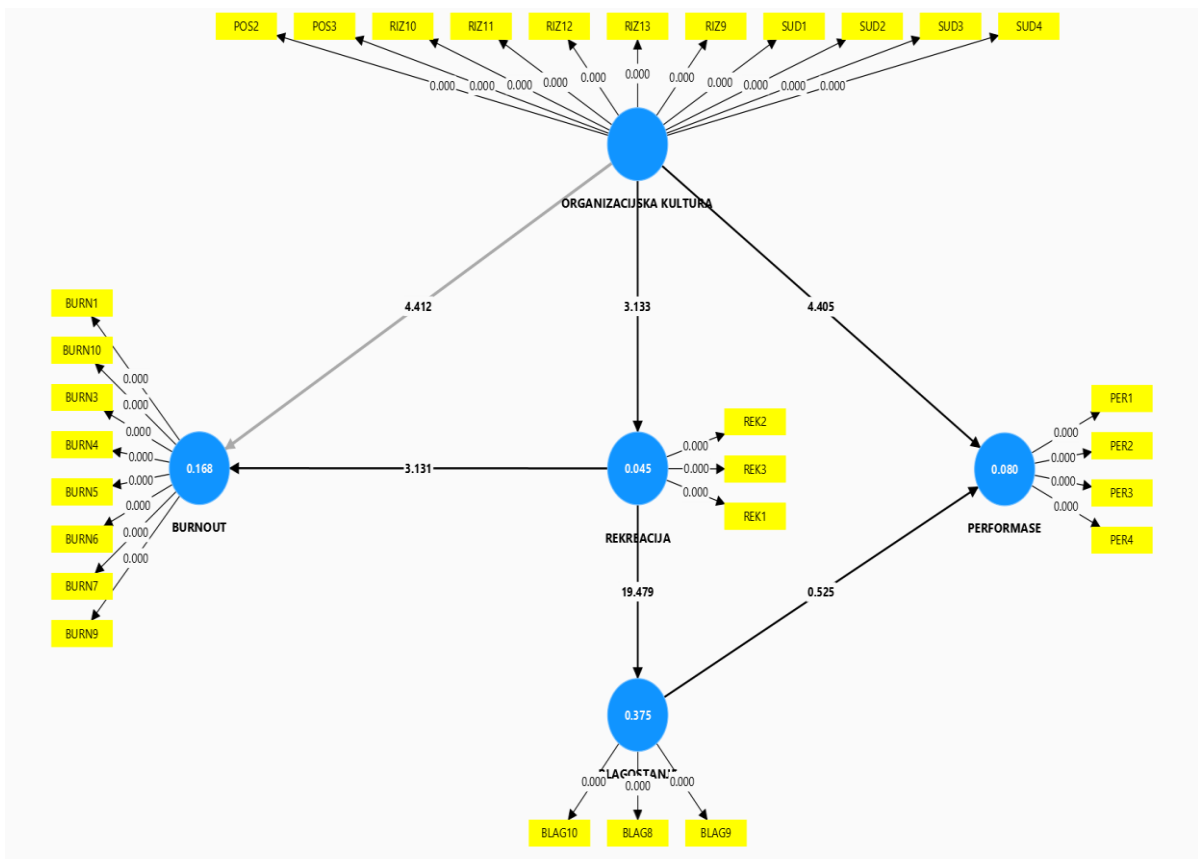 POS2 POS3 RIZ10 RIZ11 RIZ12 RIZ13 RIZ9 SUD1 SUD2 SUD3 SUD4
0.000 0.000 0.000 0.000 0.000 0.000 0.000 0.000 0.000 0.000 0.000
ORGANIZACIJSKA KULTURA
4.412 3.133 4.405
BURN1
BURN10
BURN3
BURN4
BURN5
BURN6
BURN7
BURN9
0.000
0.000
0.000
0.000
0.000
0.000
0.000
0.000
0.168
BURNOUT
3.131
0.045
REKREACIJA
0.000
0.000
0.000
REK2
REK3
REK1
0.080
PERFORMASE
0.000
0.000
0.000
0.000
PER1
PER2
PER3
PER4
19.479 0.525
0.375
BLAGOSTANJE
0.000 0.000 0.000
BLAG10 BLAG8 BLAG9